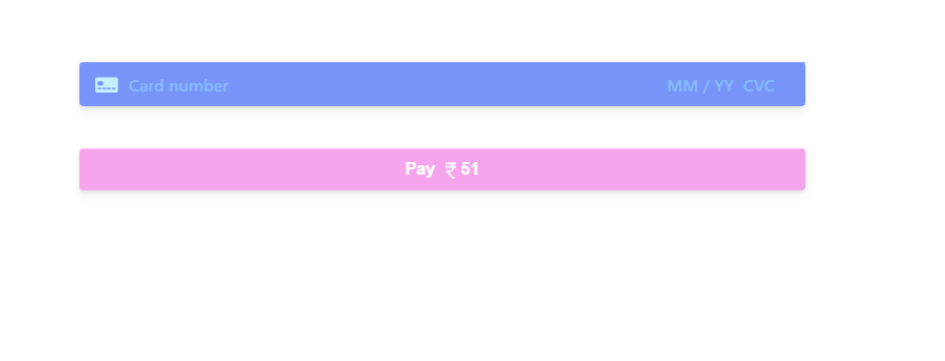 Card number MM / YY CVC
Pay ₹ 51